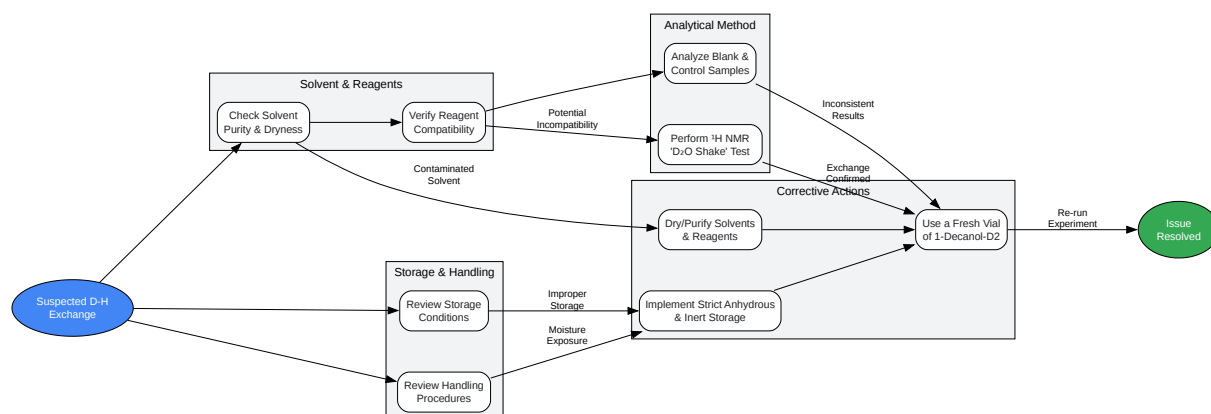 Analytical Method
Analyze Blank &
Control Samples
Solvent & Reagents
Check Solvent
Purity & Dryness
Verify Reagent
Compatibility
Potential
Incompatibility
Inconsistent
Results
Perform ¹H NMR
'D₂O Shake' Test
Contaminated
Solvent
Exchange
Confirmed
Corrective Actions
Dry/Purify Solvents
& Reagents
Use a Fresh Vial
of 1-Decanol-D2
Re-run
Experiment
Issue
Resolved
Storage & Handling
Suspected D-H
Exchange
Review Storage
Conditions
Improper
Storage
Implement Strict Anhydrous
& Inert Storage
Moisture
Exposure
Review Handling
Procedures